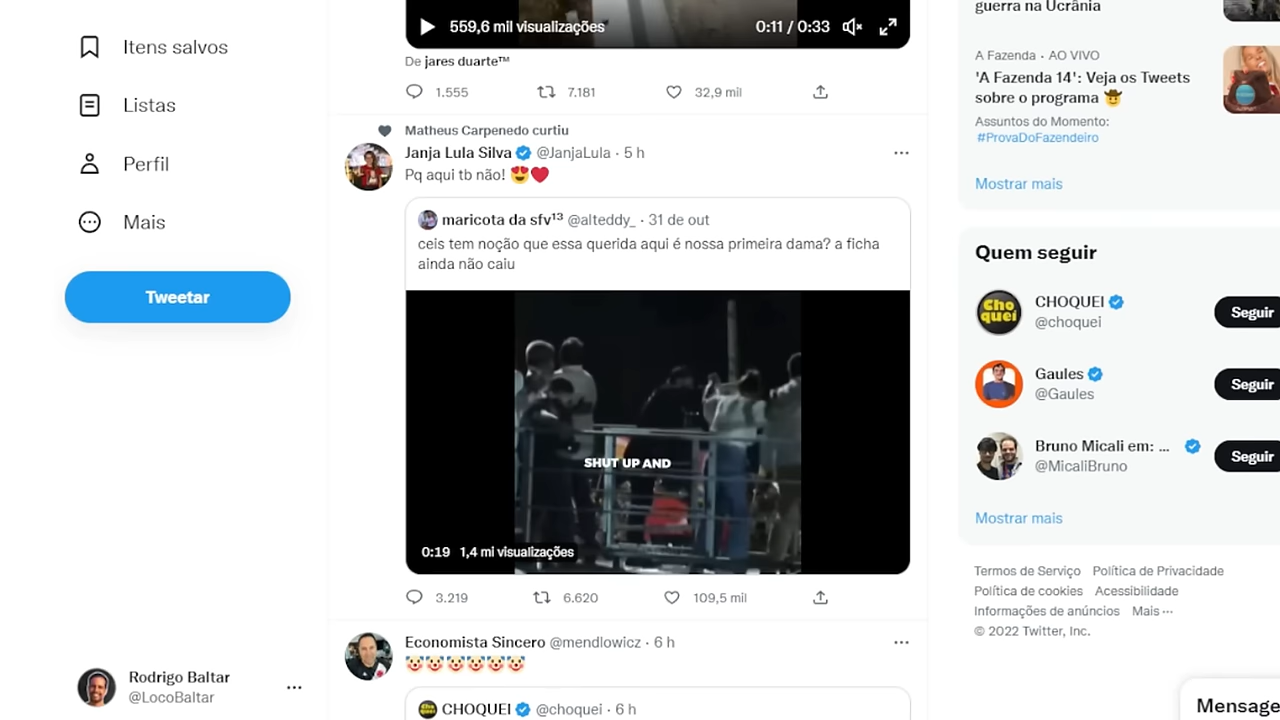 Itens salvos
Listas
Perfil
Mais
Tweetar
Rodrigo Baltar
@LocoBaltar
559,6 mil visualizações
0:11 / 0:33
De jares duarte™
1.555 7.181 32,9 mil
Matheus Carpenedo curtiu
Janja Lula Silva @JanjaLula · 5 h
Pq aqui tb não! 😍❤️
maricota da sfv¹³ @alteddy_ · 31 de out
ceis tem noção que essa querida aqui é nossa primeira dama? a ficha
ainda não caiu
SHUT UP AND
0:19 1,4 mi visualizações
3.219 6.620 109,5 mil
Economista Sincero @mendlowicz · 6 h
🤡🤡🤡🤡🤡🤡
CHOQUEI @choquei · 6 h
guerra na Ucrânia
A Fazenda · AO VIVO
'A Fazenda 14': Veja os Tweets
sobre o programa 🤠
Assuntos do Momento:
#ProvaDoFazendeiro
Mostrar mais
Quem seguir
Cho
quei
CHOQUEI
@choquei
Seguir
Gaules
@Gaules
Seguir
Bruno Micali em: ...
@MicaliBruno
Seguir
Mostrar mais
Termos de Serviço Política de Privacidade
Política de cookies Acessibilidade
Informações de anúncios Mais ···
© 2022 Twitter, Inc.
Mensage